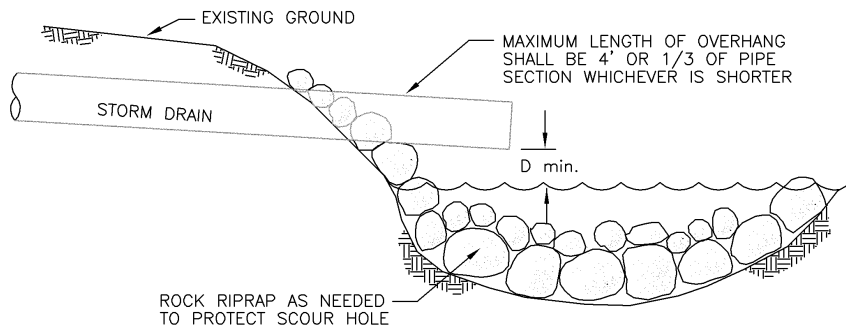 EXISTING GROUND
MAXIMUM LENGTH OF OVERHANG
SHALL BE 4' OR 1/3 OF PIPE
SECTION WHICHEVER IS SHORTER
STORM DRAIN
D min.
ROCK RIPRAP AS NEEDED
TO PROTECT SCOUR HOLE